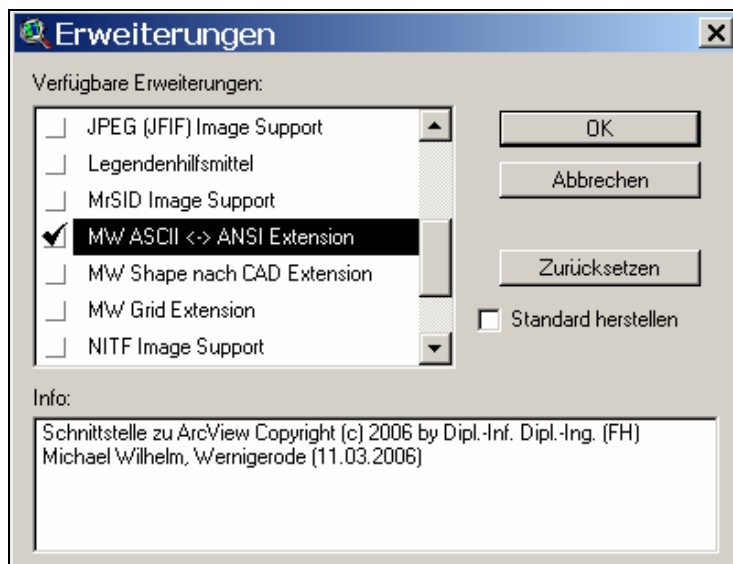 Erweiterungen
Verfügbare Erweiterungen:
JPEG (JFIF) Image Support
Legendenhilfsmittel
MrSID Image Support
MW ASCII <-> ANSI Extension
MW Shape nach CAD Extension
MW Grid Extension
NITF Image Support
OK
Abbrechen
Zurücksetzen
Standard herstellen
Info:
Schnittstelle zu ArcView Copyright (c) 2006 by Dipl.-Inf. Dipl.-Ing. (FH)
Michael Wilhelm, Wernigerode (11.03.2006)